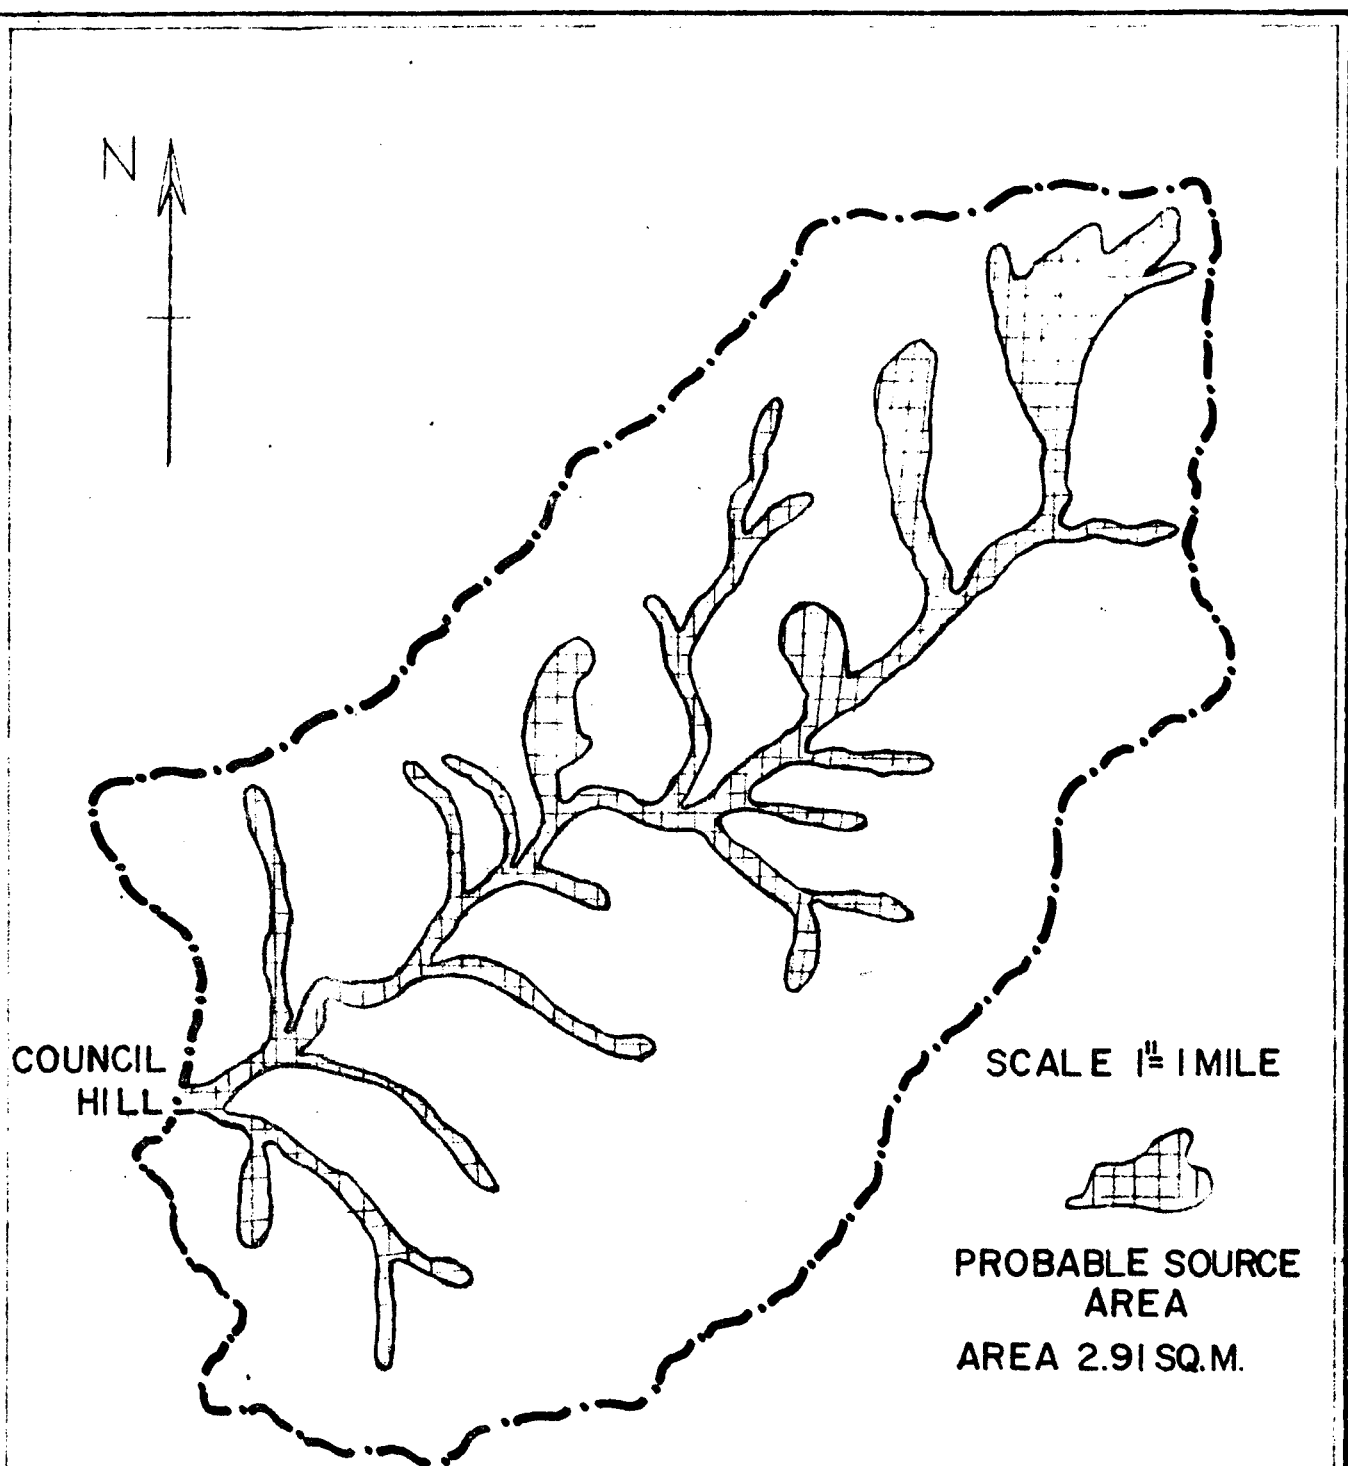 N
COUNCIL
HILL
SCALE 1"= 1 MILE
PROBABLE SOURCE
AREA
AREA 2.91 SQ.M.